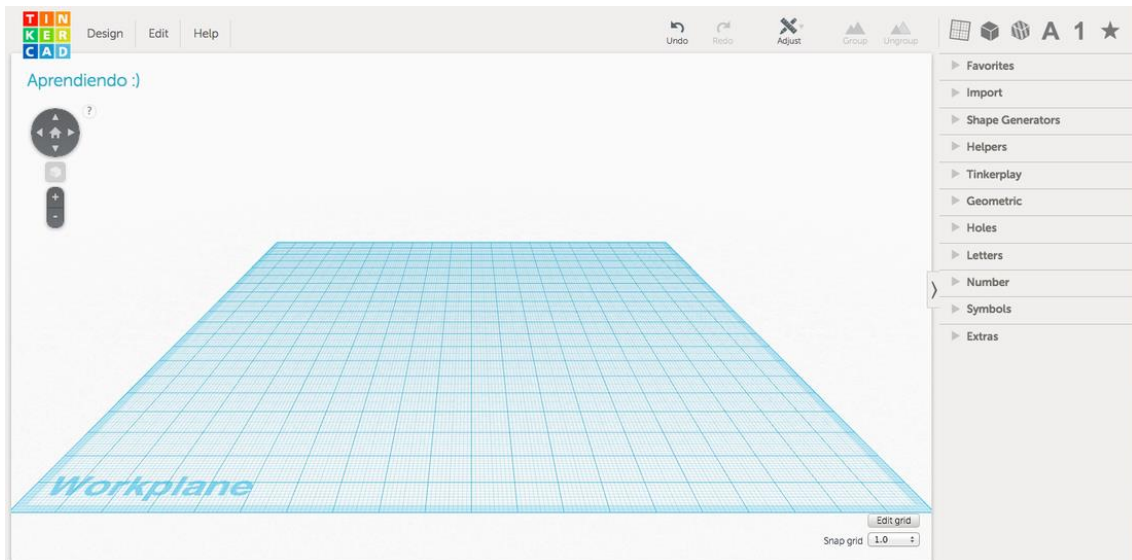 TIN
KER
CAD
Design Edit Help
Undo Redo Adjust Group Ungroup
A 1
Aprendiendo :)
?
+
-
Workplane
Edit grid
Snap grid 1.0
Favorites
Import
Shape Generators
Helpers
Tinkerplay
Geometric
Holes
Letters
Number
Symbols
Extras